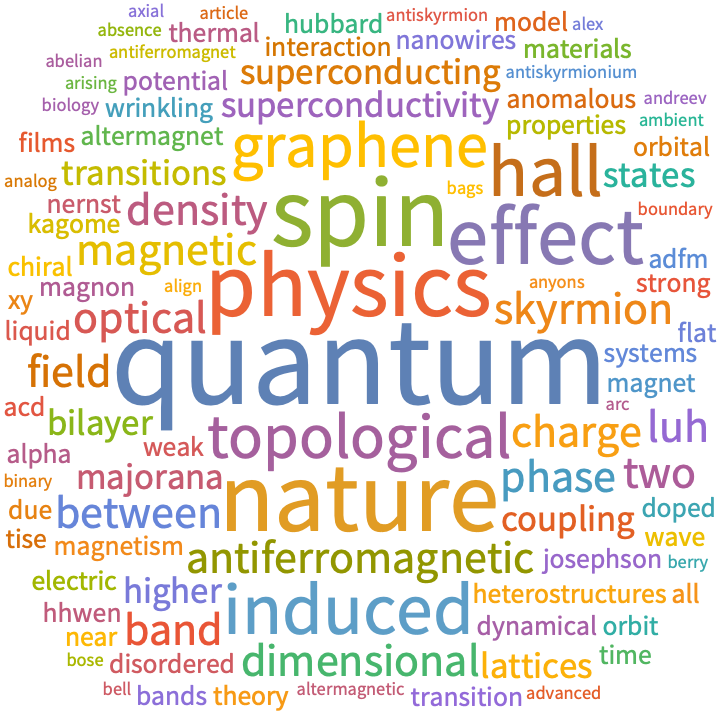 axial article antiskyrmion
absence thermal hubbard model alex
antiferromagnet interaction nanowires materials
abelian superconducting antiskyrmionium
arising potential
biology wrinkling superconductivity anomalous andreev
films altermagnet graphene properties ambient
orbital
analog transitions bags hall states
nernst density spin effect boundary
kagome
chiral magnetic adfm
magnon align physics anyons strong
xy optical skyrmion
liquid quantum flat
systems
field magnet
acd bilayer topological charge arc luh
alpha weak
binary majorana nature phase two
due between coupling doped
tise magnetism antiferromagnetic josephson wave
berry
electric higher induced heterostructures all
hhwen
near band dynamical orbit
bose disordered dimensional lattices time
bell bands theory altermagnetic transition advanced